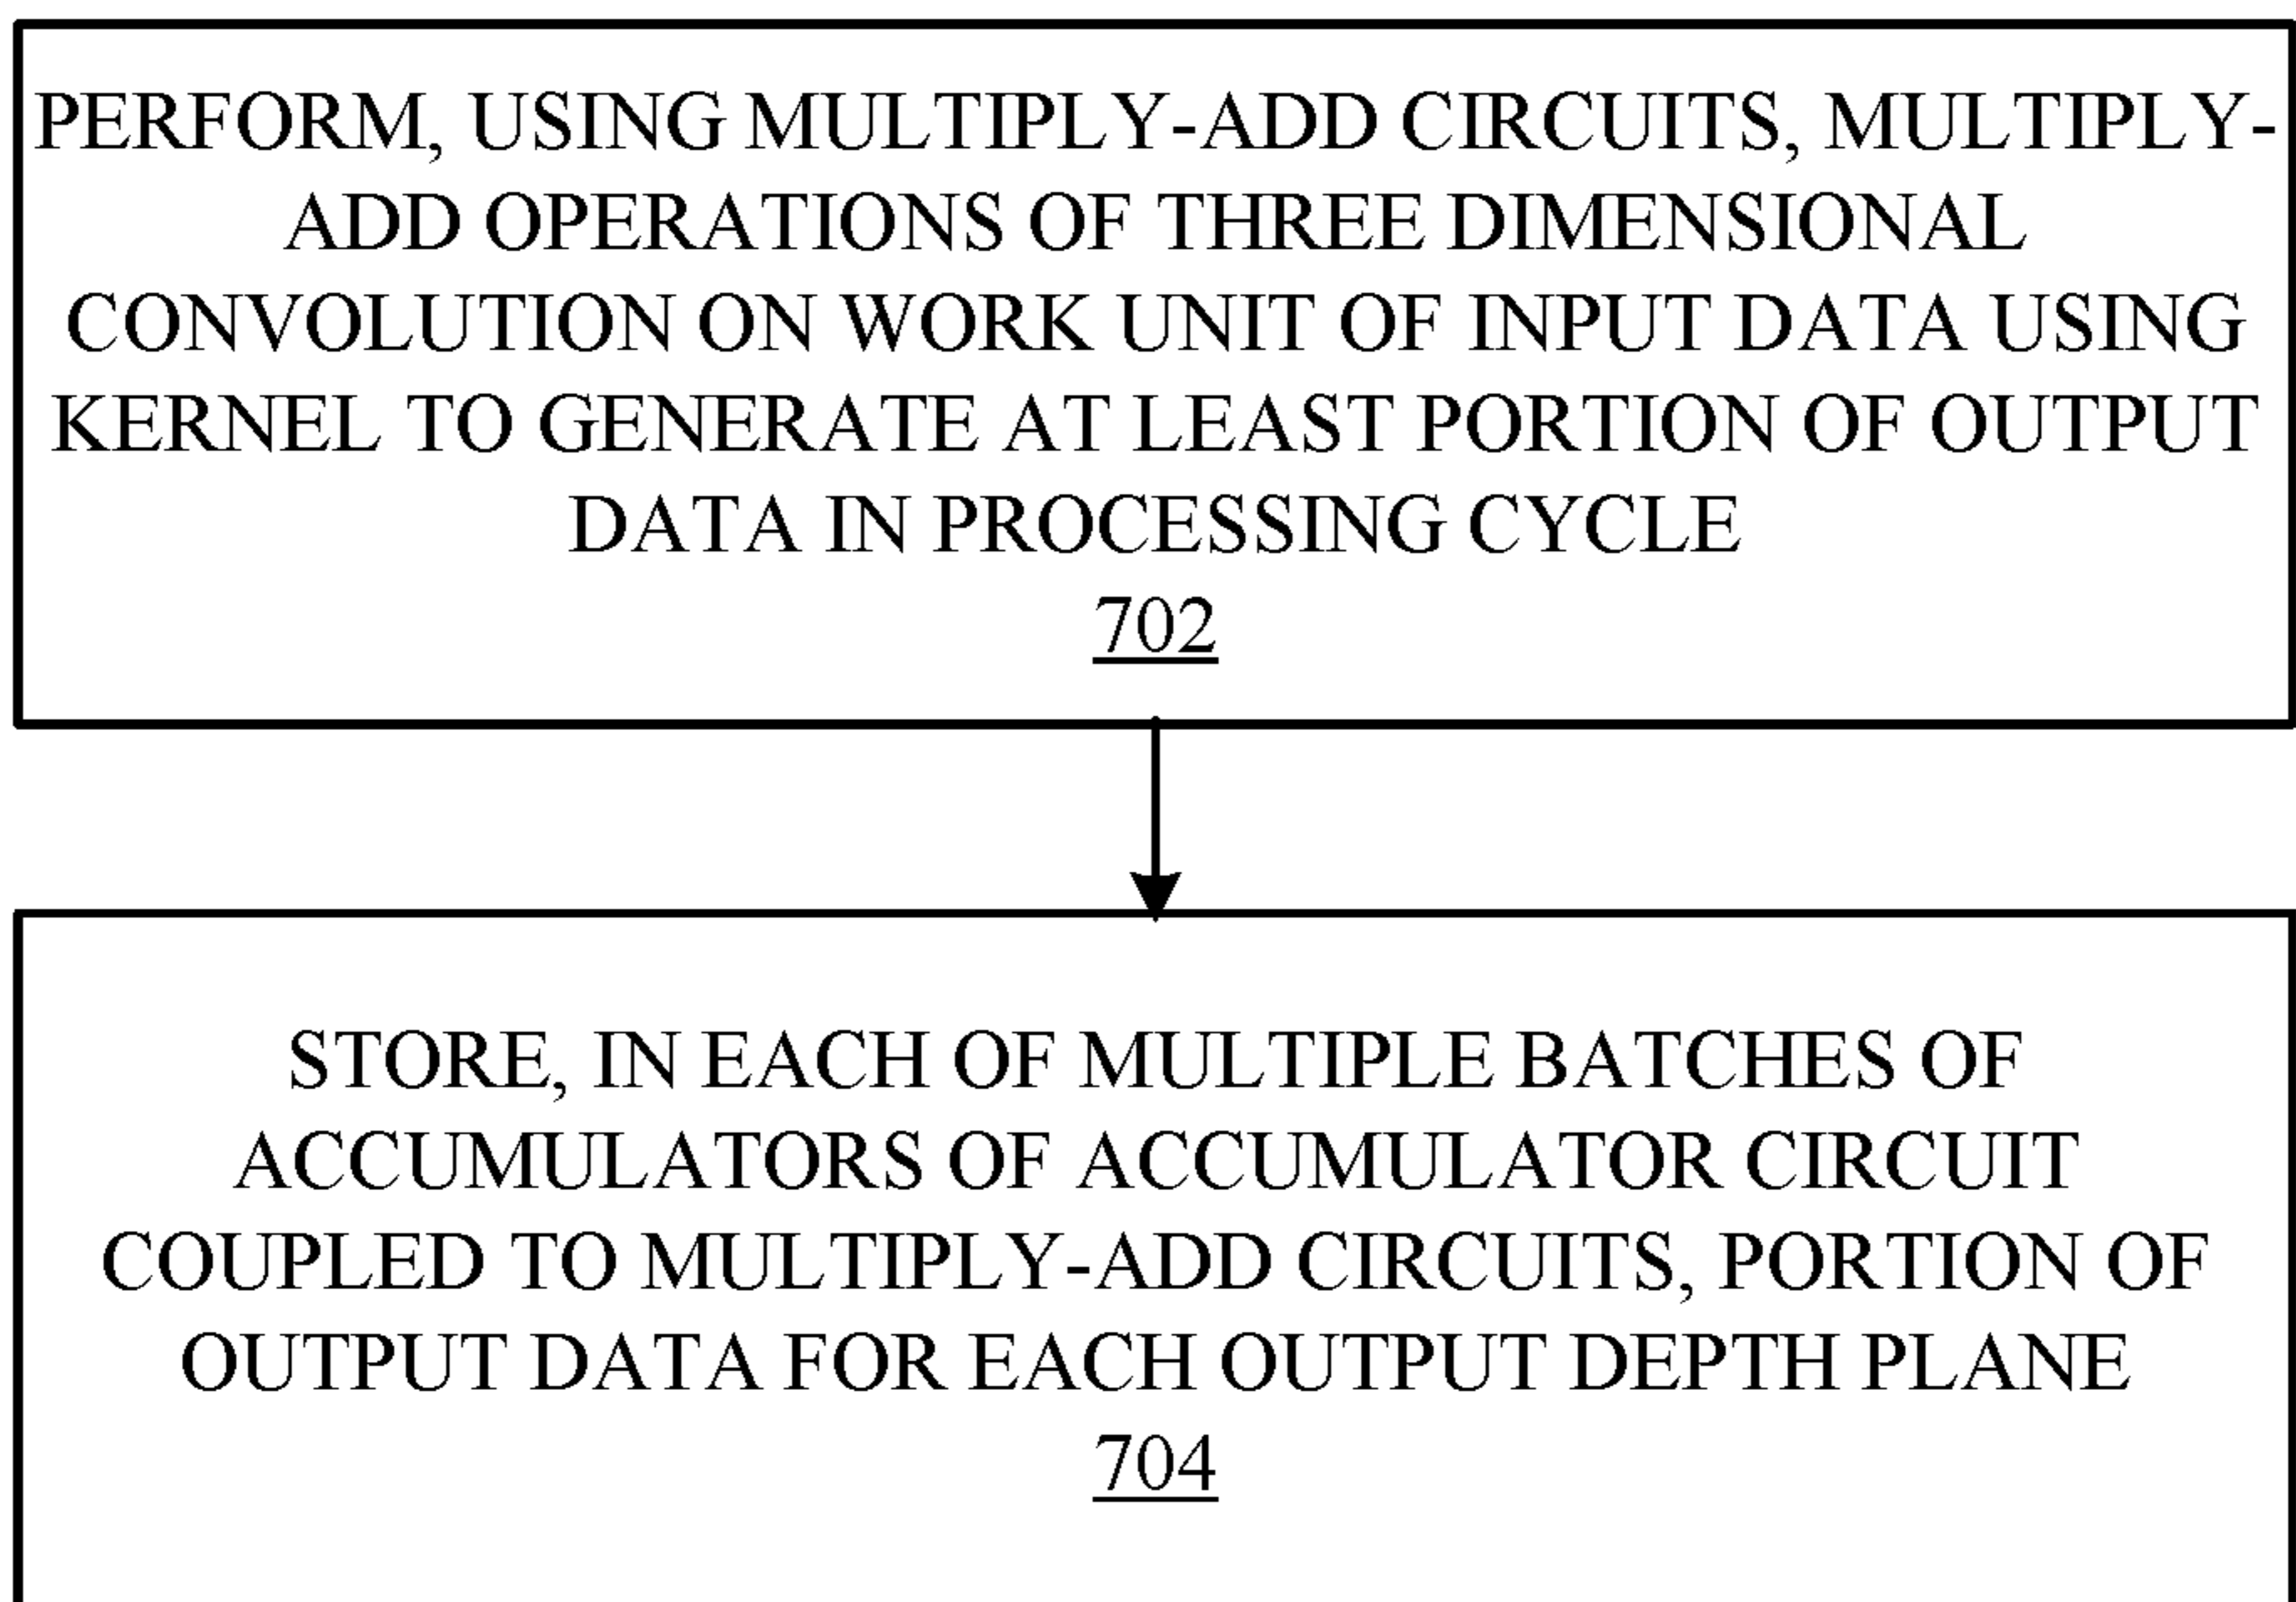 PERFORM, USING MULTIPLY-ADD CIRCUITS, MULTIPLY-
ADD OPERATIONS OF THREE DIMENSIONAL
CONVOLUTION ON WORK UNIT OF INPUT DATA USING
KERNEL TO GENERATE AT LEAST PORTION OF OUTPUT
DATA IN PROCESSING CYCLE
702
STORE, IN EACH OF MULTIPLE BATCHES OF
ACCUMULATORS OF ACCUMULATOR CIRCUIT
COUPLED TO MULTIPLY-ADD CIRCUITS, PORTION OF
OUTPUT DATA FOR EACH OUTPUT DEPTH PLANE
704